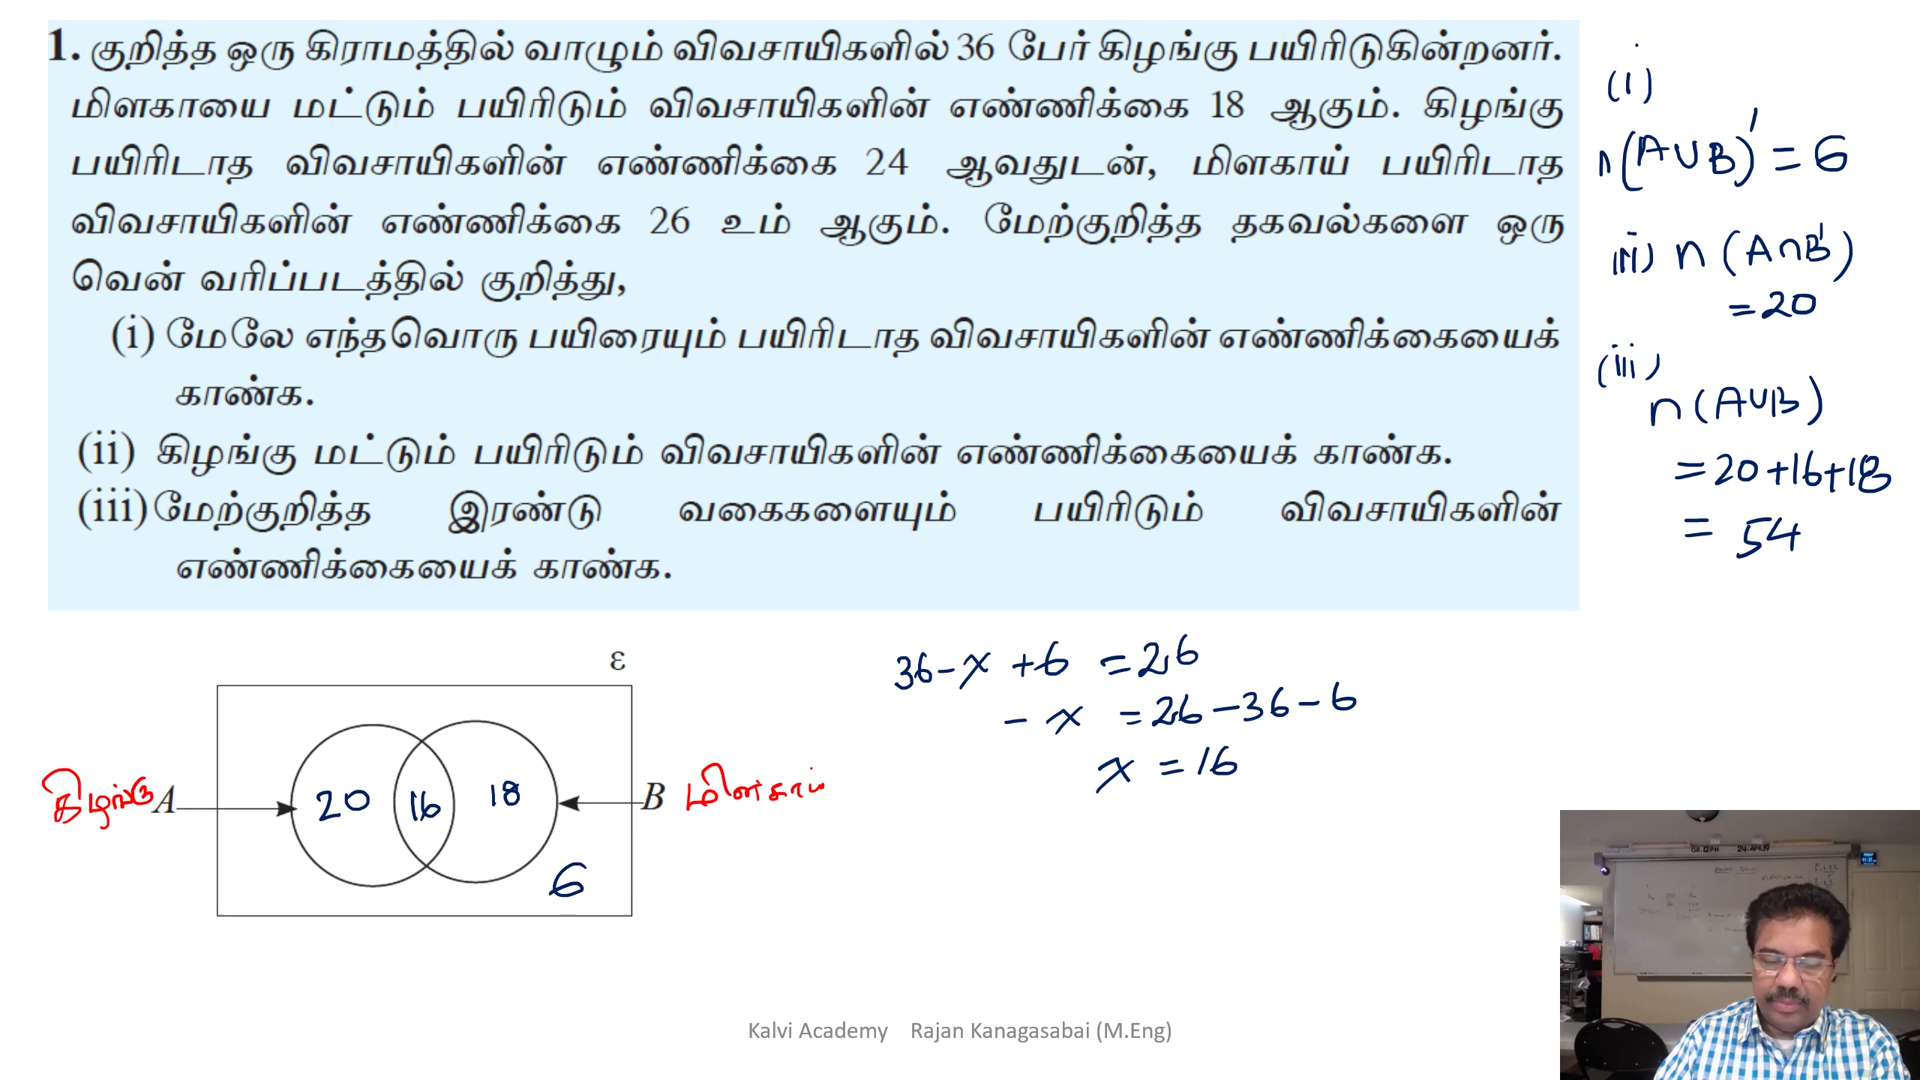 1. குறித்த ஒரு கிராமத்தில் வாழும் விவசாயிகளில் 36 பேர் கிழங்கு பயிரிடுகின்றனர்.
மிளகாயை மட்டும் பயிரிடும் விவசாயிகளின் எண்ணிக்கை 18 ஆகும். கிழங்கு
பயிரிடாத விவசாயிகளின் எண்ணிக்கை 24 ஆவதுடன், மிளகாய் பயிரிடாத
விவசாயிகளின் எண்ணிக்கை 26 உம் ஆகும். மேற்குறித்த தகவல்களை ஒரு
வென் வரிப்படத்தில் குறித்து,
(i) மேலே எந்தவொரு பயிரையும் பயிரிடாத விவசாயிகளின் எண்ணிக்கையைக்
காண்க.
(ii) கிழங்கு மட்டும் பயிரிடும் விவசாயிகளின் எண்ணிக்கையைக் காண்க.
(iii) மேற்குறித்த இரண்டு வகைகளையும் பயிரிடும் விவசாயிகளின்
எண்ணிக்கையைக் காண்க.
(i)
n(A∪B)' = 6
ii) n (A∩B')
= 20
(iii)
n (A∪B)
= 20+16+18
= 54
ε
கிழங்கு A
20 16 18
B மிளகாய்
6
36-x +6 = 26
- x = 26-36-6
x = 16
Kalvi Academy Rajan Kanagasabai (M.Eng)